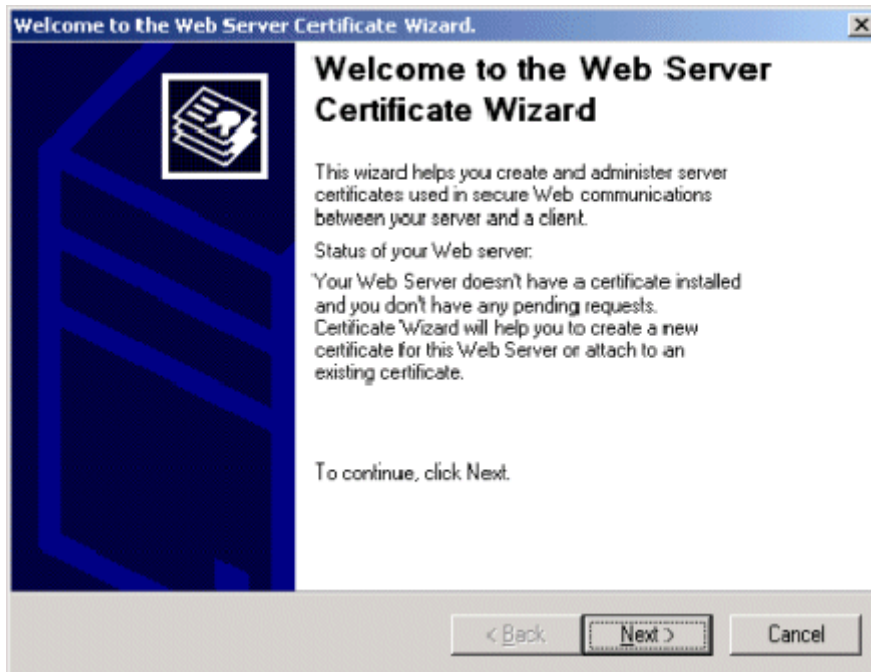 Welcome to the Web Server Certificate Wizard.
Welcome to the Web Server
Certificate Wizard
This wizard helps you create and administer server
certificates used in secure Web communications
between your server and a client.
Status of your Web server:
Your Web Server doesn't have a certificate installed
and you don't have any pending requests.
Certificate Wizard will help you to create a new
certificate for this Web Server or attach to an
existing certificate.
To continue, click Next.
< Back Next > Cancel